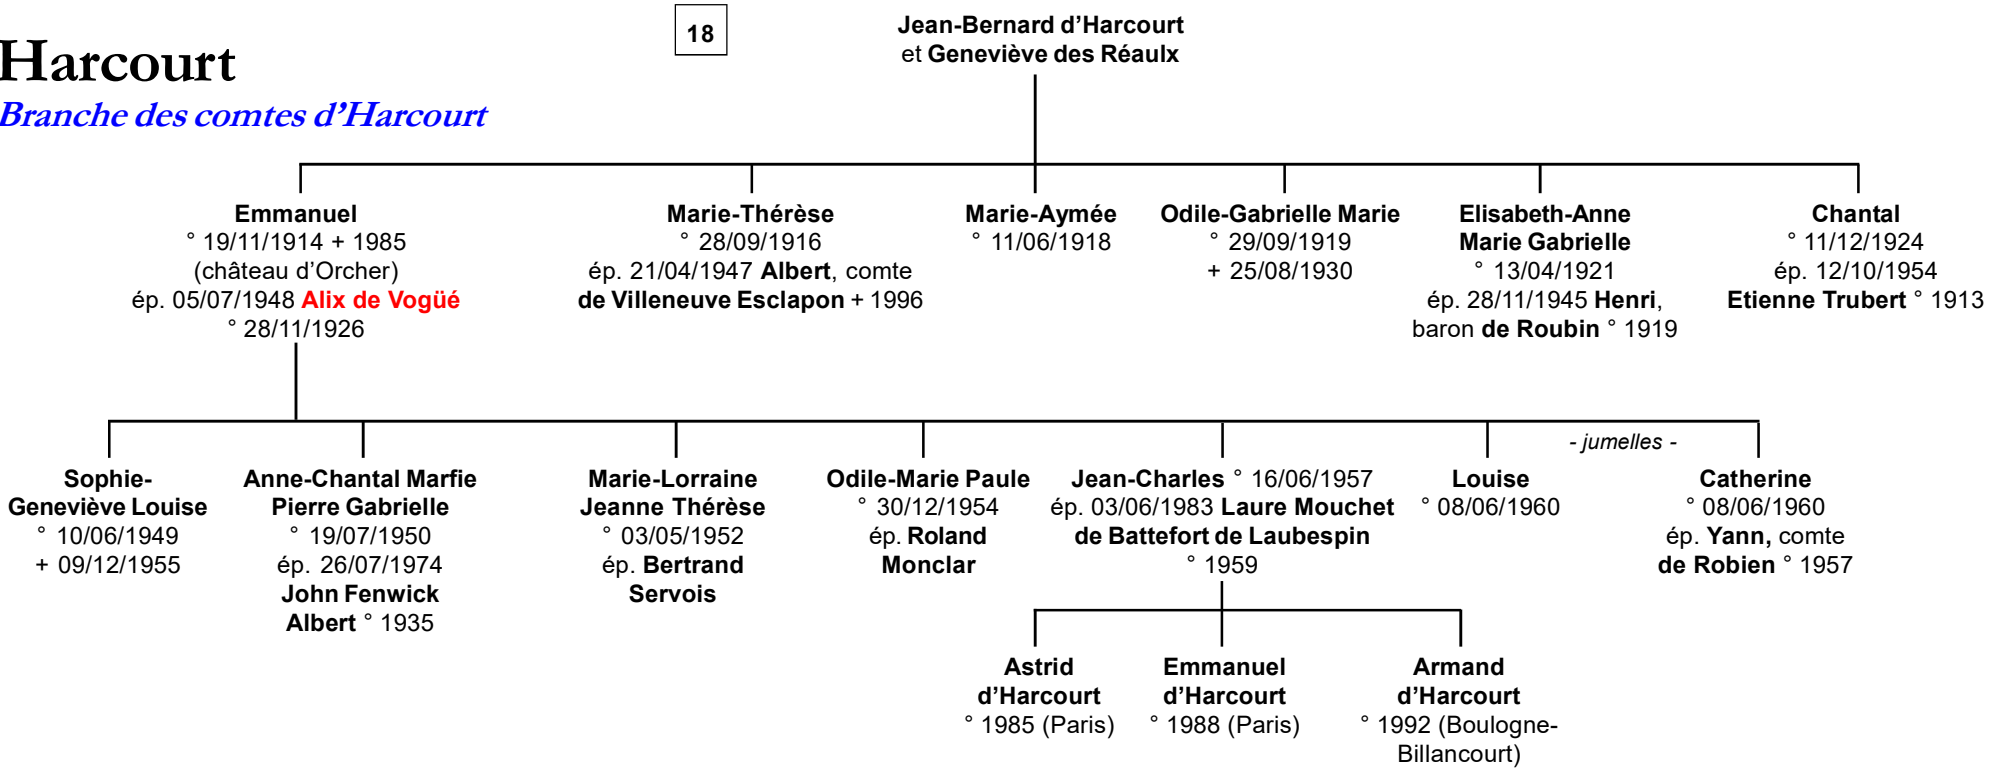 Harcourt
Branche des comtes d'Harcourt
18
Jean-Bernard d'Harcourt
et Geneviève des Réaulx
Emmanuel
° 19/11/1914 + 1985
(château d'Orcher)
ép. 05/07/1948 Alix de Vogüé
° 28/11/1926
Marie-Thérèse
° 28/09/1916
ép. 21/04/1947 Albert, comte
de Villeneuve Esclapon + 1996
Marie-Aymée
° 11/06/1918
Odile-Gabrielle Marie
° 29/09/1919
+ 25/08/1930
Elisabeth-Anne
Marie Gabrielle
° 13/04/1921
ép. 28/11/1945 Henri,
baron de Roubin ° 1919
Chantal
° 11/12/1924
ép. 12/10/1954
Etienne Trubert ° 1913
Sophie-
Geneviève Louise
° 10/06/1949
+ 09/12/1955
Anne-Chantal Marfie
Pierre Gabrielle
° 19/07/1950
ép. 26/07/1974
John Fenwick
Albert ° 1935
Marie-Lorraine
Jeanne Thérèse
° 03/05/1952
ép. Bertrand
Servois
Odile-Marie Paule
° 30/12/1954
ép. Roland
Monclar
Jean-Charles ° 16/06/1957
ép. 03/06/1983 Laure Mouchet
de Battefort de Laubespin
° 1959
Louise
° 08/06/1960
- jumelles -
Catherine
° 08/06/1960
ép. Yann, comte
de Robien ° 1957
Astrid
d'Harcourt
° 1985 (Paris)
Emmanuel
d'Harcourt
° 1988 (Paris)
Armand
d'Harcourt
° 1992 (Boulogne-
Billancourt)